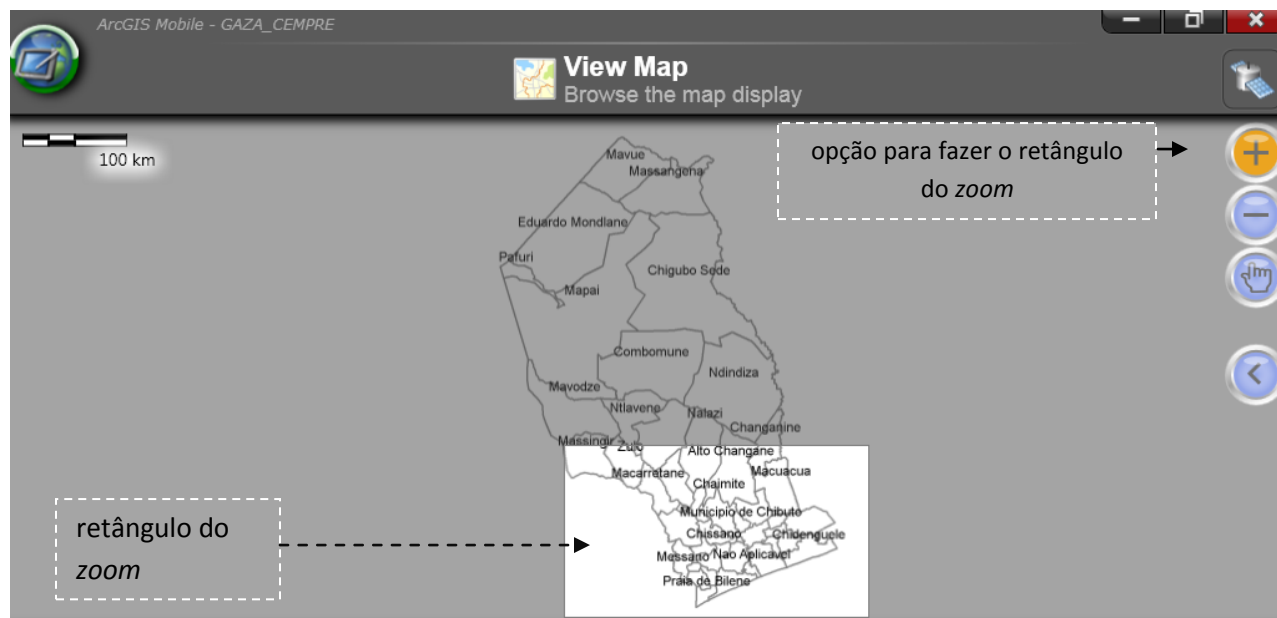 ArcGIS Mobile - GAZA_CEMPRE
View Map
Browse the map display
100 km
opção para fazer o retângulo
do zoom
Mavue
Massangena
Eduardo Mondlane
Pafuri
Chigubo Sede
Mapai
Combomune
Ndindiza
Mavodze
Ntlavene
Nalazi
Changanine
Massingir
Zulo
Alto Changane
Macarretane
Macuacua
Chaimite
Municipio de Chibuto
Chissano
Chidenguele
Messano
Nao Aplicavel
Praia de Bilene
retângulo do
zoom